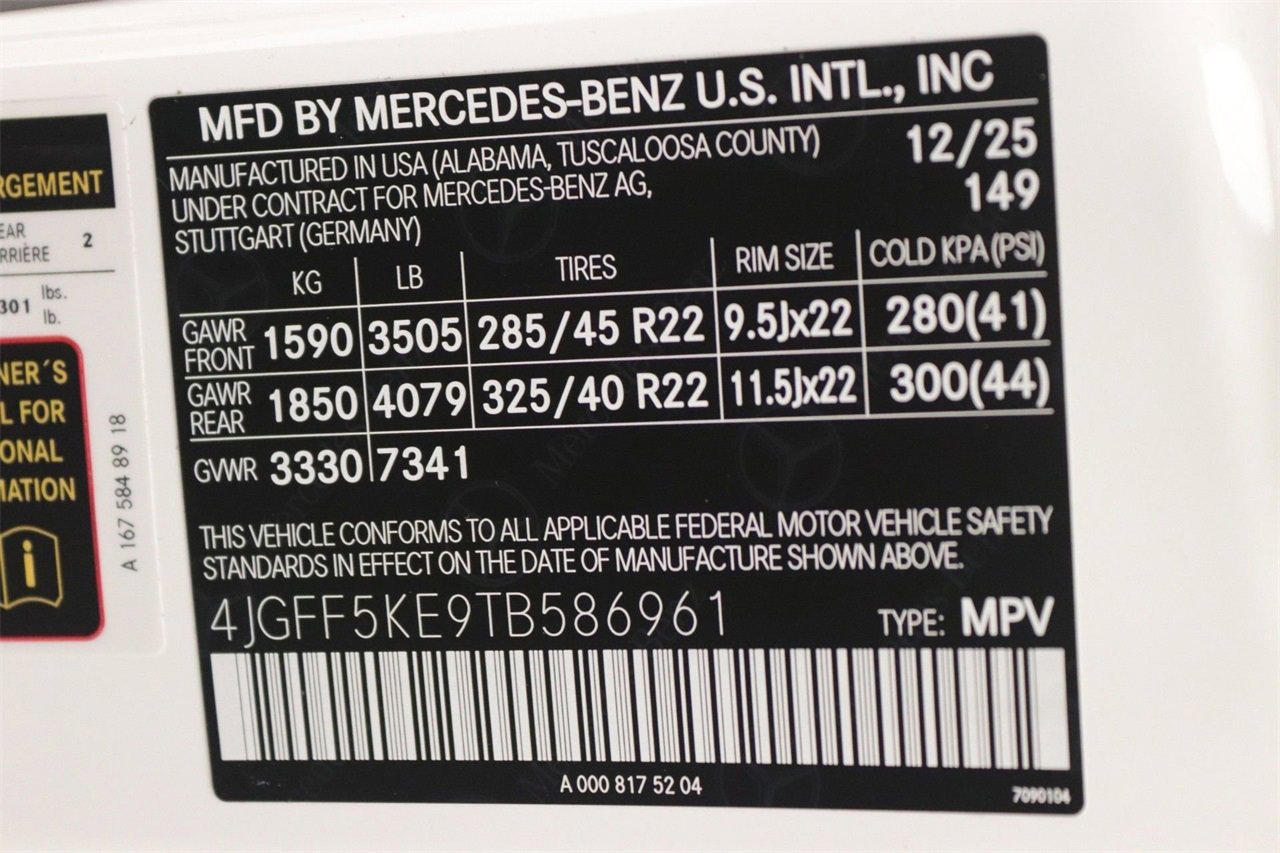 RGEMENT
EAR
RRIÈRE 2
301 lbs.
lb.
NER´S
L FOR
ONAL
MATION
A 167 584 89 18
MFD BY MERCEDES-BENZ U.S. INTL., INC
MANUFACTURED IN USA (ALABAMA, TUSCALOOSA COUNTY) 12/25
UNDER CONTRACT FOR MERCEDES-BENZ AG, 149
STUTTGART (GERMANY)
KG LB TIRES RIM SIZE COLD KPA (PSI)
GAWR FRONT 1590 3505 285/45 R22 9.5Jx22 280(41)
GAWR REAR 1850 4079 325/40 R22 11.5Jx22 300(44)
GVWR 3330 7341
THIS VEHICLE CONFORMS TO ALL APPLICABLE FEDERAL MOTOR VEHICLE SAFETY
STANDARDS IN EFFECT ON THE DATE OF MANUFACTURE SHOWN ABOVE.
4JGFF5KE9TB586961 TYPE: MPV
A 000 817 52 04 7090104